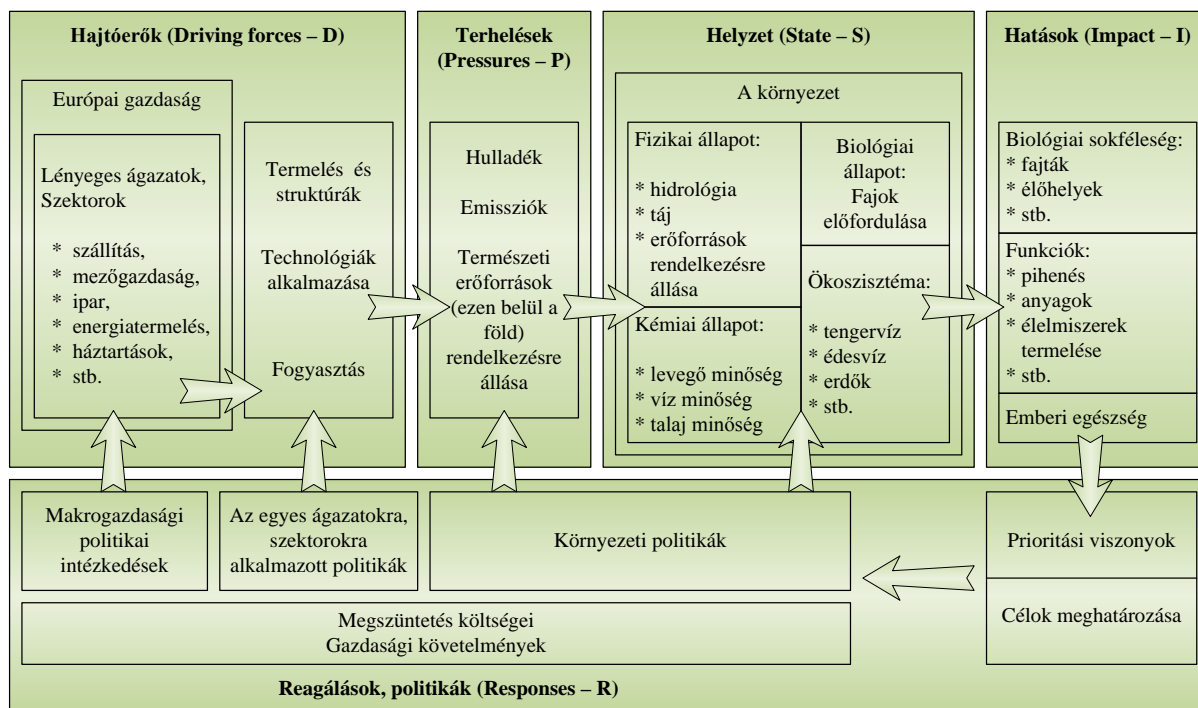 Hajtóerők (Driving forces – D)
Európai gazdaság
Lényeges ágazatok,
Szektorok
* szállítás,
* mezőgazdaság,
* ipar,
* energiatermelés,
* háztartások,
* stb.
Termelés és
struktúrák
Technológiák
alkalmazása
Fogyasztás
Terhelések
(Pressures – P)
Hulladék
Emissziók
Természeti
erőforrások
(ezen belül a
föld)
rendelkezésre
állása
Helyzet (State – S)
A környezet
Fizikai állapot:
* hidrológia
* táj
* erőforrások
rendelkezésre
állása
Kémiai állapot:
* levegő minőség
* víz minőség
* talaj minőség
Biológiai
állapot:
Fajok
előfordulása
Ökoszisztéma:
* tengervíz
* édesvíz
* erdők
* stb.
Hatások (Impact – I)
Biológiai sokféleség:
* fajták
* élőhelyek
* stb.
Funkciók:
* pihenés
* anyagok
* élelmiszerek
termelése
* stb.
Emberi egészség
Makrogazdasági
politikai
intézkedések
Az egyes ágazatokra,
szektorokra
alkalmazott politikák
Környezeti politikák
Prioritási viszonyok
Célok meghatározása
Megszüntetés költségei
Gazdasági követelmények
Reagálások, politikák (Responses – R)